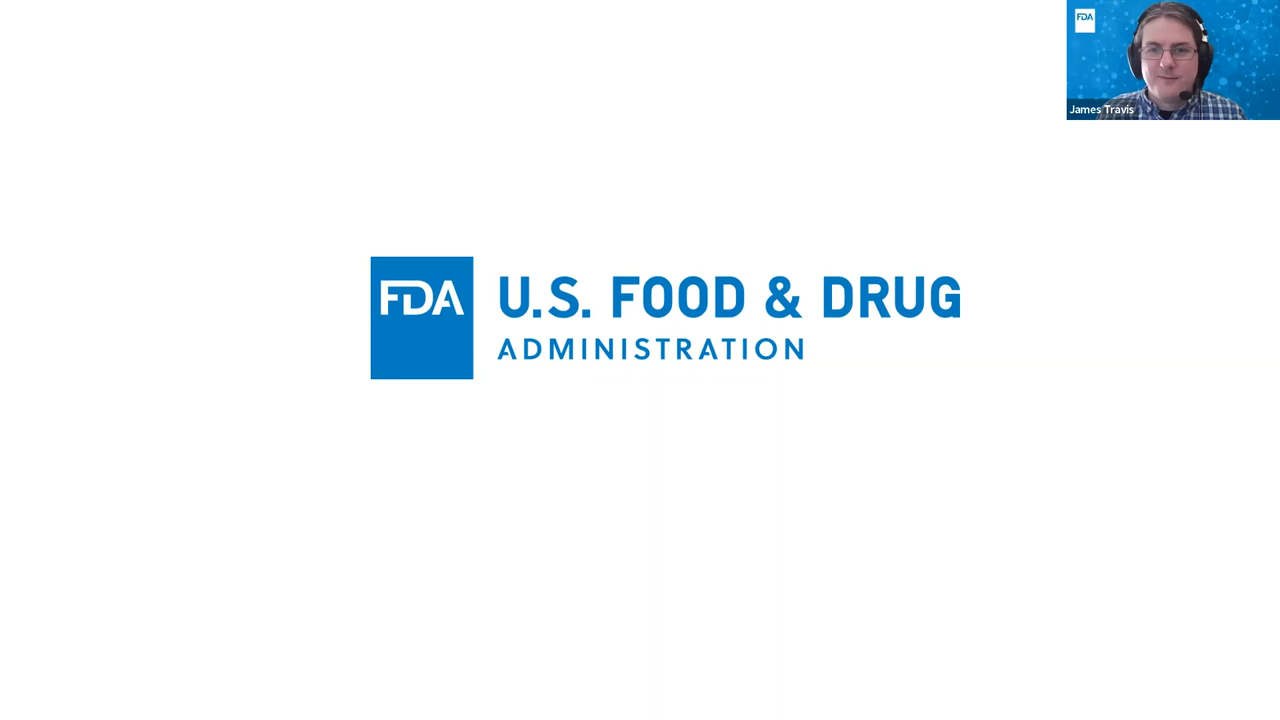 FDA
James Travis
FDA
U.S. FOOD & DRUG
ADMINISTRATION